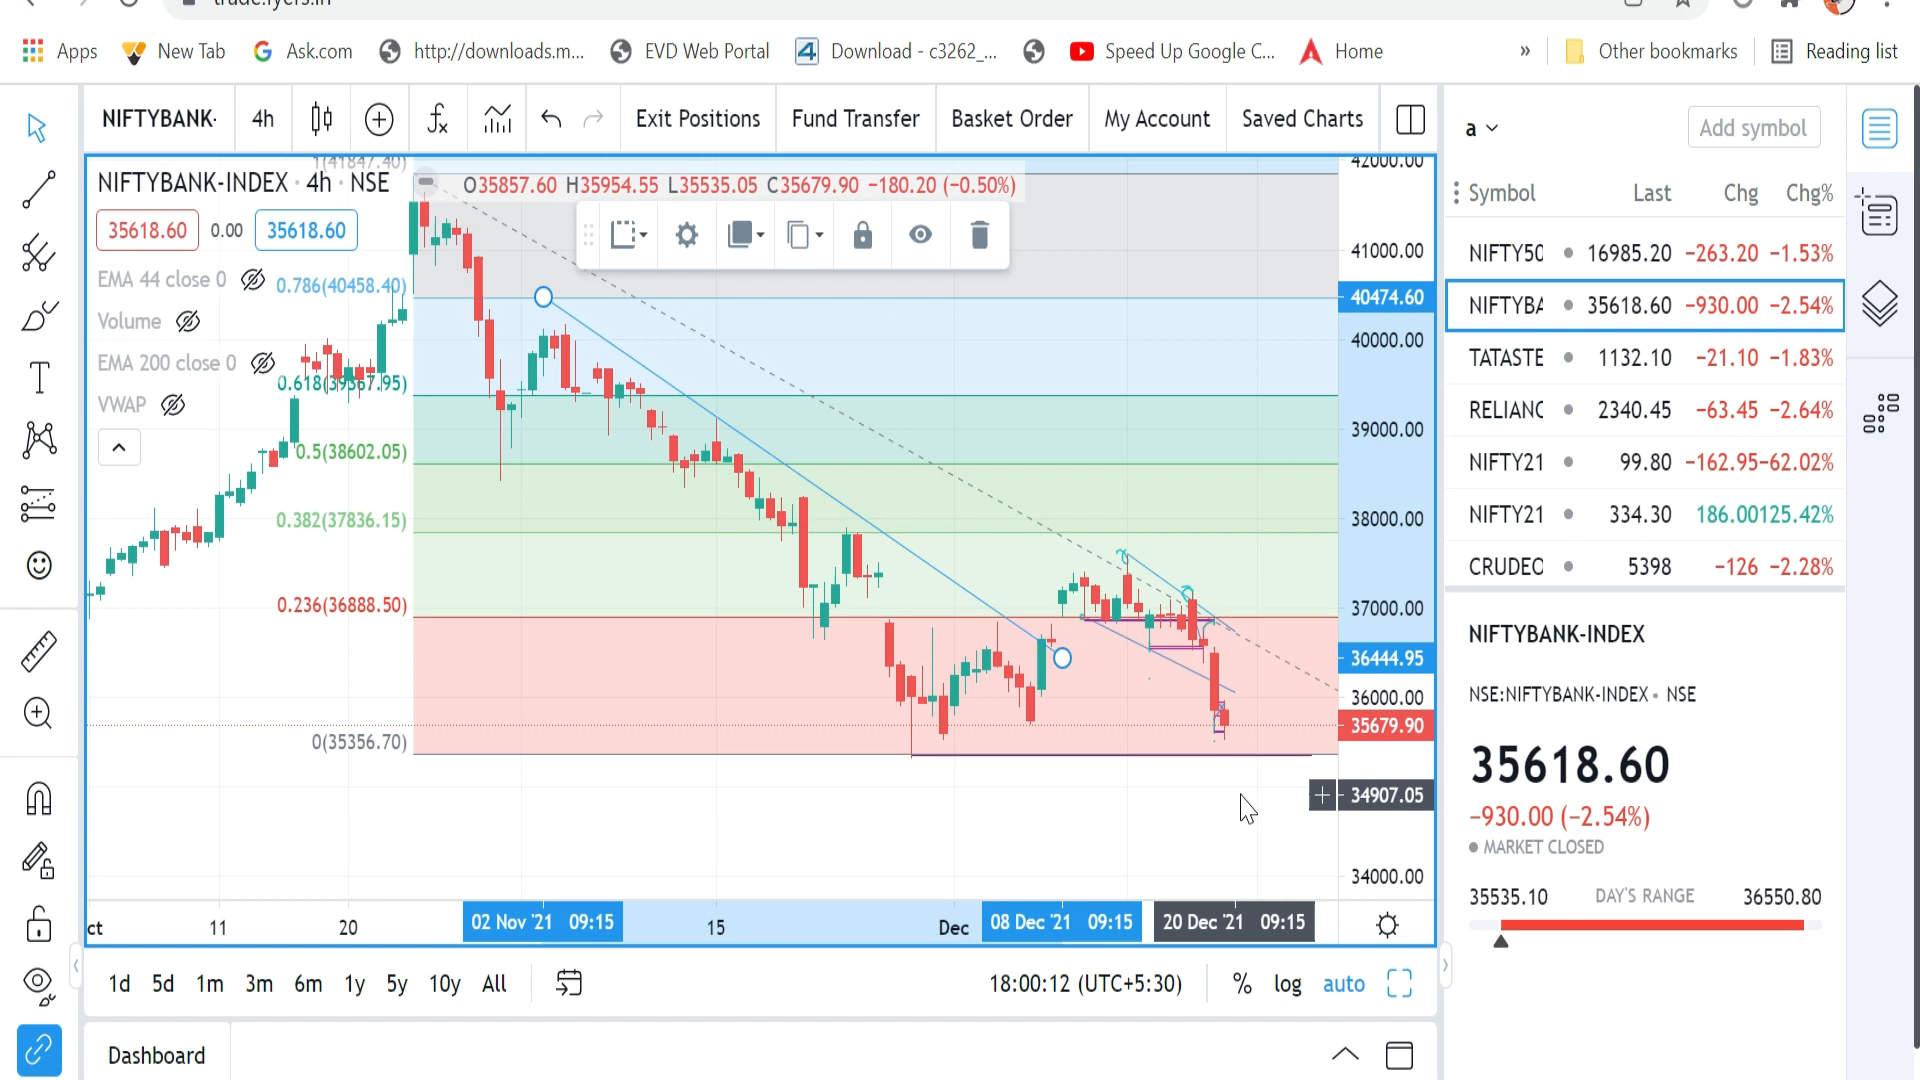 trade.fyers.in
Apps New Tab Ask.com http://downloads.m... EVD Web Portal Download - c3262_... Speed Up Google C... Home » Other bookmarks Reading list
NIFTYBANK- 4h Exit Positions Fund Transfer Basket Order My Account Saved Charts
a Add symbol
1(41847.40)
NIFTYBANK-INDEX · 4h · NSE O35857.60 H35954.55 L35535.05 C35679.90 −180.20 (−0.50%)
35618.60 0.00 35618.60
EMA 44 close 0
0.786(40458.40)
Volume
EMA 200 close 0
0.618(39367.95)
VWAP
0.5(38602.05)
0.382(37836.15)
0.236(36888.50)
0(35356.70)
42000.00
41000.00
40474.60
40000.00
39000.00
38000.00
37000.00
36444.95
36000.00
35679.90
34907.05
34000.00
ct 11 20 02 Nov '21 09:15 15 Dec 08 Dec '21 09:15 20 Dec '21 09:15
1d 5d 1m 3m 6m 1y 5y 10y All 18:00:12 (UTC+5:30) % log auto
Dashboard
Symbol Last Chg Chg%
NIFTY50 16985.20 −263.20 −1.53%
NIFTYBA 35618.60 −930.00 −2.54%
TATASTE 1132.10 −21.10 −1.83%
RELIANC 2340.45 −63.45 −2.64%
NIFTY21 99.80 −162.95 −62.02%
NIFTY21 334.30 186.00 125.42%
CRUDEO 5398 −126 −2.28%
NIFTYBANK-INDEX
NSE:NIFTYBANK-INDEX • NSE
35618.60
−930.00 (−2.54%)
MARKET CLOSED
35535.10 DAY'S RANGE 36550.80